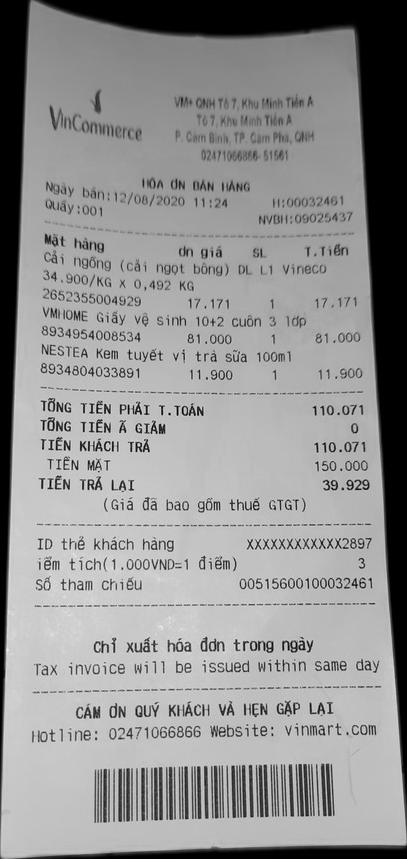 VinCommerce
VM+ QNH Tổ 7, Khu Minh Tiến A
Tổ 7, Khu Minh Tiến A
P. Cẩm Bình, TP. Cẩm Phả, QNH
02471066866-51561
HÓA ƠN BÁN HÀNG
Ngày bán:12/08/2020 11:24 H:00032461
Quầy:001 NVBH:09025437
Mặt hàng ơn giá SL T.Tiền
Cải ngồng (cải ngọt bông) DL L1 Vineco
34.900/KG X 0,492 KG
2652355004929 17.171 1 17.171
VMHOME Giấy vệ sinh 10+2 cuôn 3 lớp
8934954008534 81.000 1 81.000
NESTEA Kem tuyết vị trà sữa 100ml
8934804033891 11.900 1 11.900
TỔNG TIỀN PHẢI T.TOÁN 110.071
TỔNG TIỀN Ã GIẢM 0
TIỀN KHÁCH TRẢ 110.071
TIỀN MẶT 150.000
TIỀN TRẢ LẠI 39.929
(Giá đã bao gồm thuế GTGT)
ID thẻ khách hàng XXXXXXXXXXXX2897
iểm tích(1.000VND=1 điểm) 3
Số tham chiếu 00515600100032461
Chỉ xuất hóa đơn trong ngày
Tax invoice will be issued within same day
CẢM ƠN QUÝ KHÁCH VÀ HẸN GẶP LẠI
Hotline: 02471066866 Website: vinmart.com